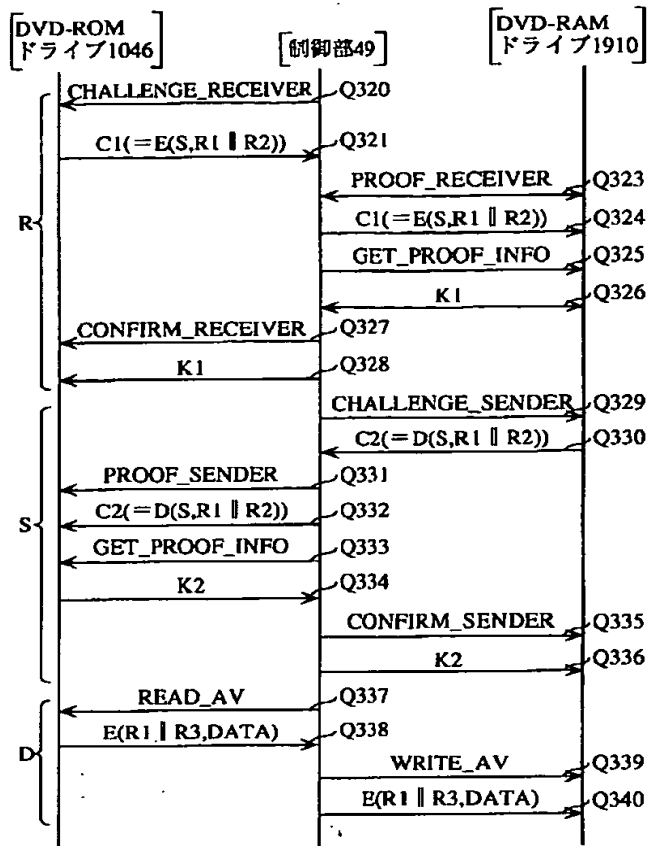 DVD-ROM
ドライブ1046
制御部49
DVD-RAM
ドライブ1910
CHALLENGE_RECEIVER Q320
C1(=E(S,R1 ∥ R2)) Q321
PROOF_RECEIVER Q323
C1(=E(S,R1 ∥ R2)) Q324
GET_PROOF_INFO Q325
K1 Q326
R
CONFIRM_RECEIVER Q327
K1 Q328
CHALLENGE_SENDER Q329
C2(=D(S,R1 ∥ R2)) Q330
PROOF_SENDER Q331
S
C2(=D(S,R1 ∥ R2)) Q332
GET_PROOF_INFO Q333
K2 Q334
CONFIRM_SENDER Q335
K2 Q336
READ_AV Q337
E(R1 ∥ R3,DATA) Q338
D
WRITE_AV Q339
E(R1 ∥ R3,DATA) Q340